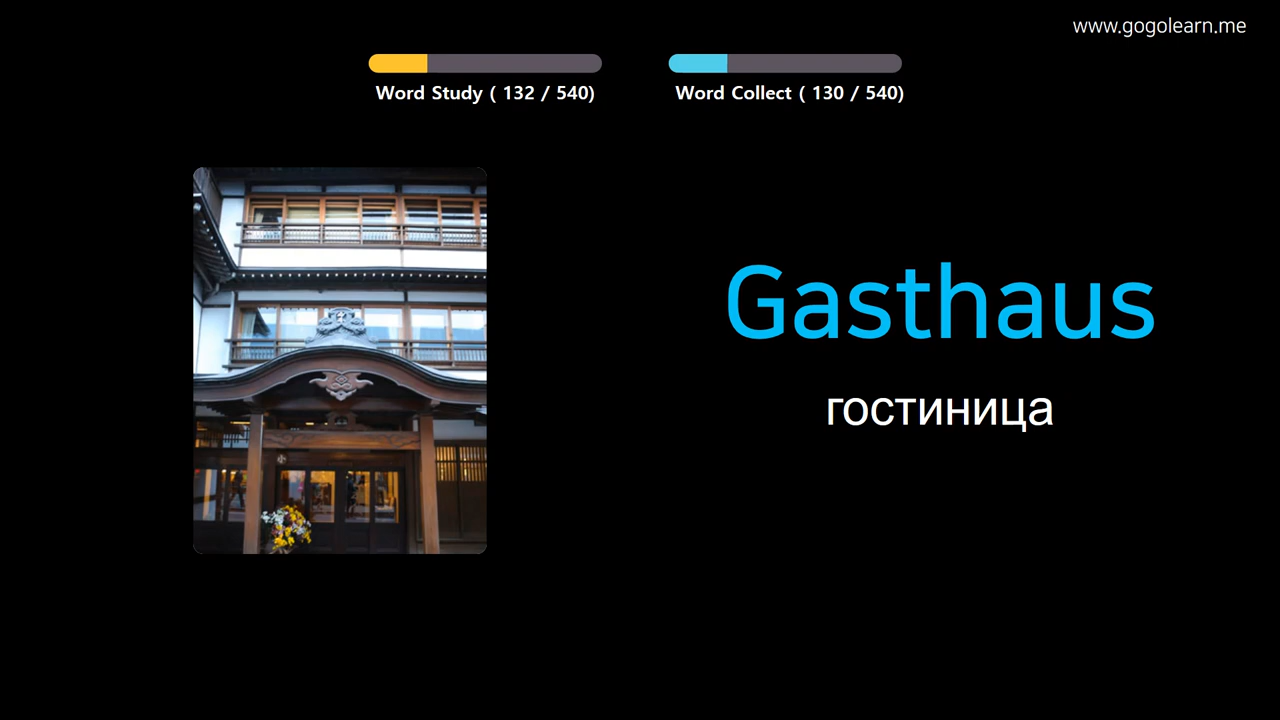 www.gogolearn.me
Word Study ( 132 / 540)
Word Collect ( 130 / 540)
Gasthaus
гостиница